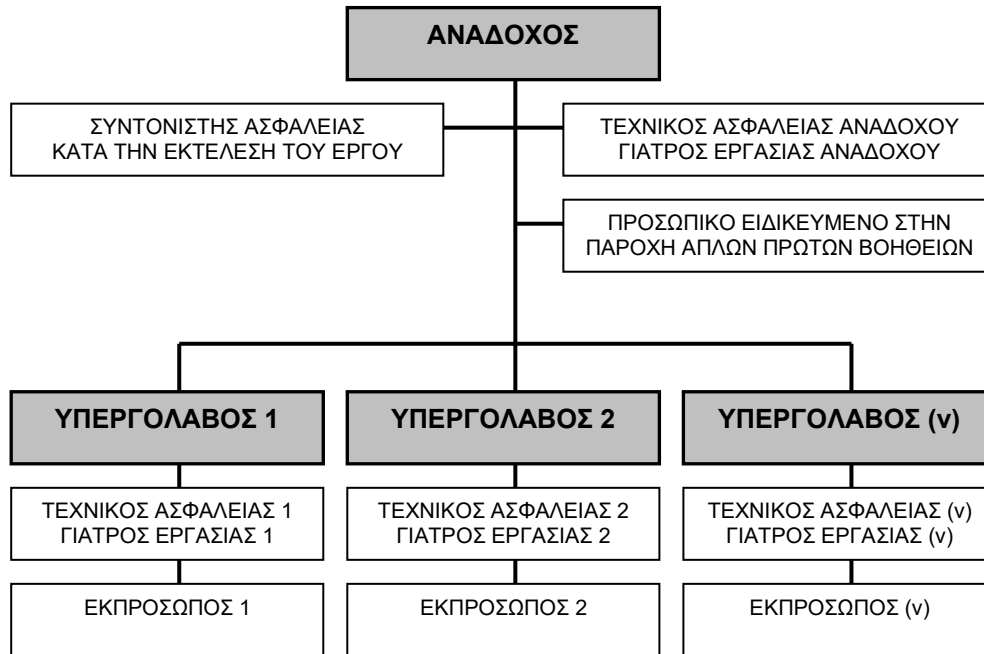 ΑΝΑΔΟΧΟΣ
ΣΥΝΤΟΝΙΣΤΗΣ ΑΣΦΑΛΕΙΑΣ
ΚΑΤΑ ΤΗΝ ΕΚΤΕΛΕΣΗ ΤΟΥ ΕΡΓΟΥ
ΤΕΧΝΙΚΟΣ ΑΣΦΑΛΕΙΑΣ ΑΝΑΔΟΧΟΥ
ΓΙΑΤΡΟΣ ΕΡΓΑΣΙΑΣ ΑΝΑΔΟΧΟΥ
ΠΡΟΣΩΠΙΚΟ ΕΙΔΙΚΕΥΜΕΝΟ ΣΤΗΝ
ΠΑΡΟΧΗ ΑΠΛΩΝ ΠΡΩΤΩΝ ΒΟΗΘΕΙΩΝ
ΥΠΕΡΓΟΛΑΒΟΣ 1
ΥΠΕΡΓΟΛΑΒΟΣ 2
ΥΠΕΡΓΟΛΑΒΟΣ (ν)
ΤΕΧΝΙΚΟΣ ΑΣΦΑΛΕΙΑΣ 1
ΓΙΑΤΡΟΣ ΕΡΓΑΣΙΑΣ 1
ΤΕΧΝΙΚΟΣ ΑΣΦΑΛΕΙΑΣ 2
ΓΙΑΤΡΟΣ ΕΡΓΑΣΙΑΣ 2
ΤΕΧΝΙΚΟΣ ΑΣΦΑΛΕΙΑΣ (ν)
ΓΙΑΤΡΟΣ ΕΡΓΑΣΙΑΣ (ν)
ΕΚΠΡΟΣΩΠΟΣ 1
ΕΚΠΡΟΣΩΠΟΣ 2
ΕΚΠΡΟΣΩΠΟΣ (ν)